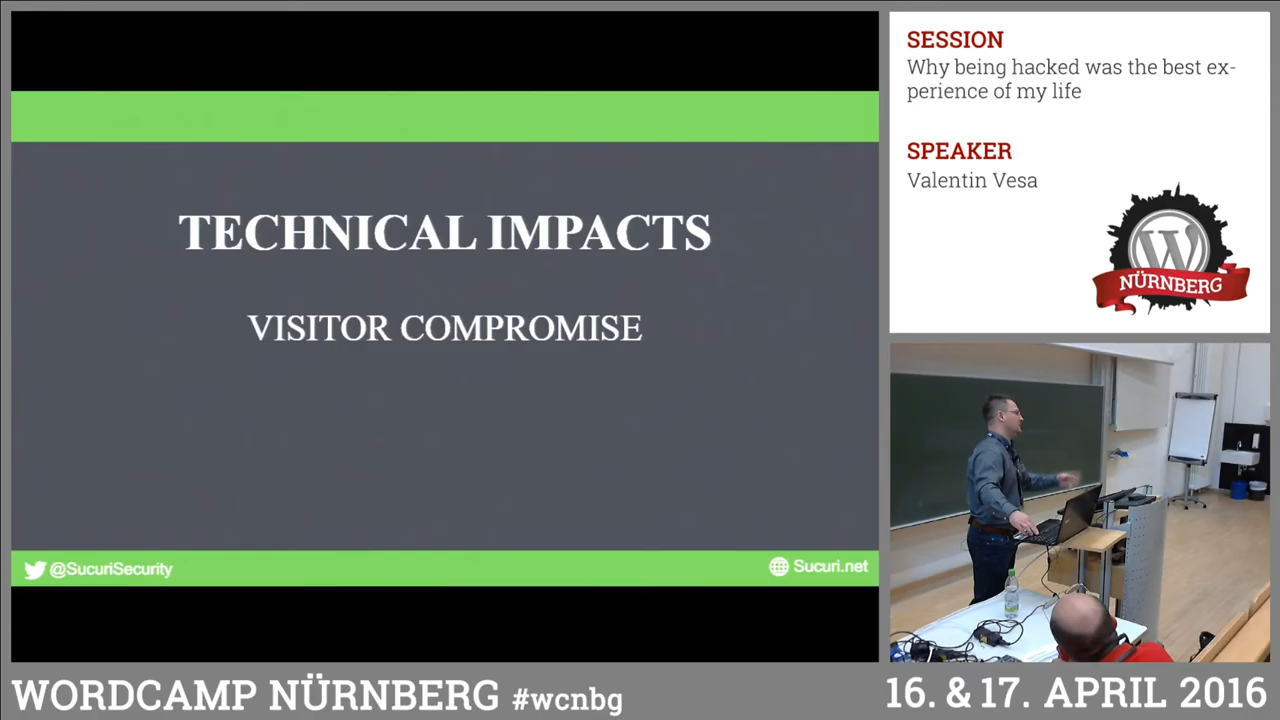 TECHNICAL IMPACTS
VISITOR COMPROMISE
@SucuriSecurity
Sucuri.net
SESSION
Why being hacked was the best ex-
perience of my life
SPEAKER
Valentin Vesa
W
NÜRNBERG
WORDCAMP NÜRNBERG #wcnbg
16. & 17. APRIL 2016